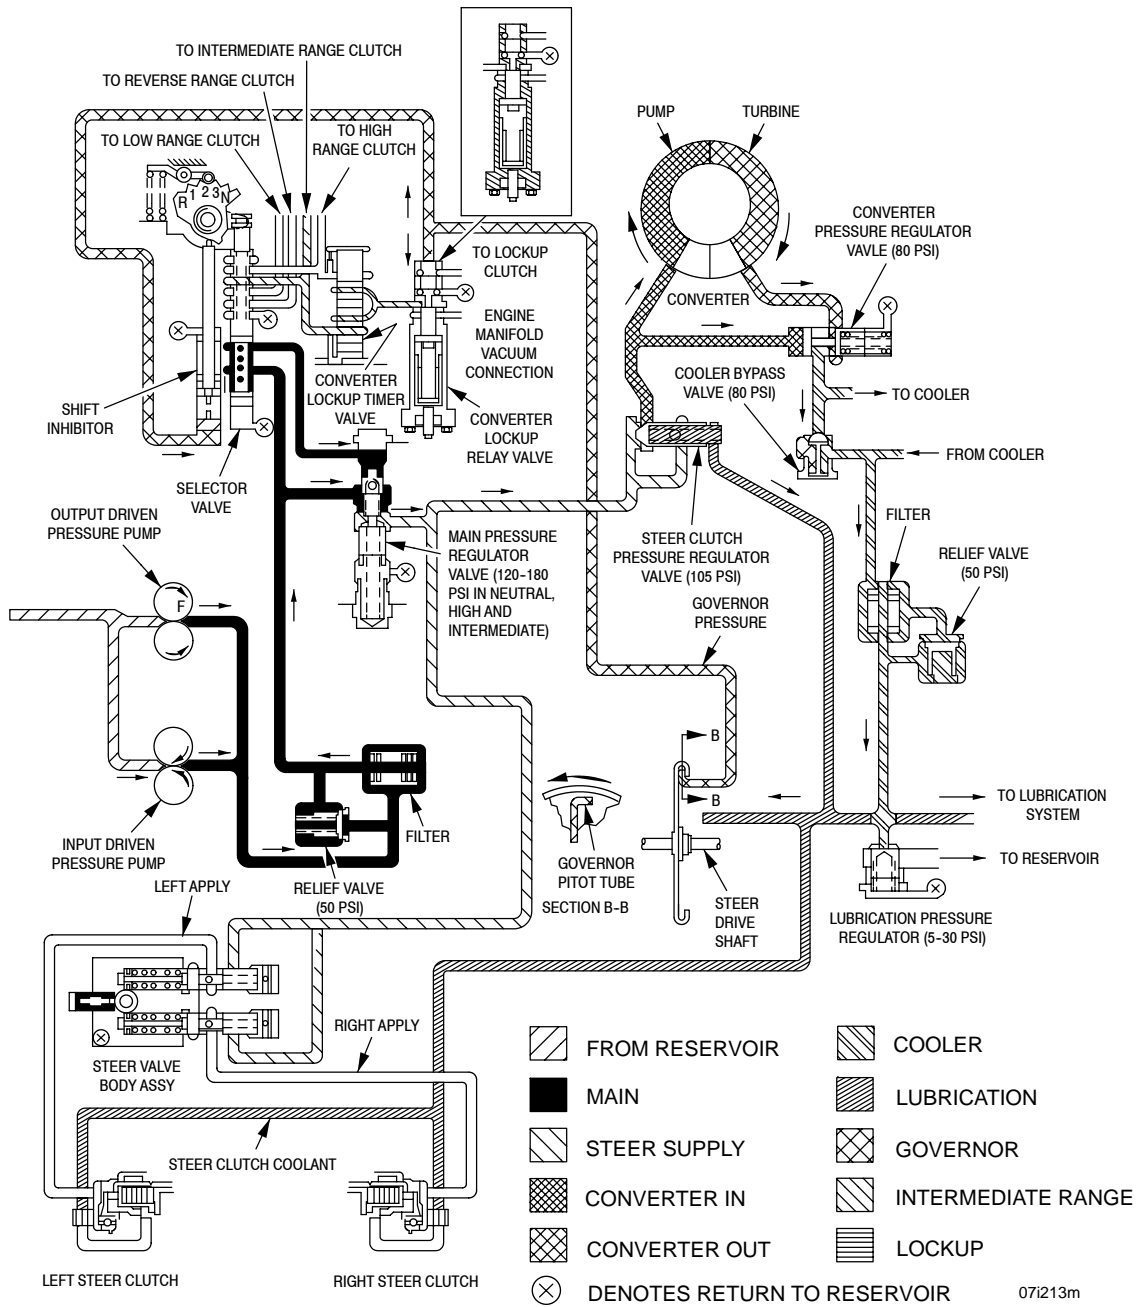 TO INTERMEDIATE RANGE CLUTCH
TO REVERSE RANGE CLUTCH
TO LOW RANGE CLUTCH
TO HIGH
RANGE CLUTCH
R 1 2 3 N
PUMP
TURBINE
CONVERTER
PRESSURE REGULATOR
VAVLE (80 PSI)
TO LOCKUP
CLUTCH
CONVERTER
ENGINE
MANIFOLD
VACUUM
CONNECTION
SHIFT
INHIBITOR
CONVERTER
LOCKUP TIMER
VALVE
CONVERTER
LOCKUP
RELAY VALVE
COOLER BYPASS
VALVE (80 PSI)
TO COOLER
FROM COOLER
SELECTOR
VALVE
OUTPUT DRIVEN
PRESSURE PUMP
F
MAIN PRESSURE
REGULATOR
VALVE (120-180
PSI IN NEUTRAL,
HIGH AND
INTERMEDIATE)
STEER CLUTCH
PRESSURE REGULATOR
VALVE (105 PSI)
GOVERNOR
PRESSURE
FILTER
RELIEF VALVE
(50 PSI)
B
B
INPUT DRIVEN
PRESSURE PUMP
FILTER
RELIEF VALVE
(50 PSI)
GOVERNOR
PITOT TUBE
SECTION B-B
STEER
DRIVE
SHAFT
TO LUBRICATION
SYSTEM
TO RESERVOIR
LUBRICATION PRESSURE
REGULATOR (5-30 PSI)
LEFT APPLY
RIGHT APPLY
STEER VALVE
BODY ASSY
STEER CLUTCH COOLANT
LEFT STEER CLUTCH
RIGHT STEER CLUTCH
FROM RESERVOIR
MAIN
STEER SUPPLY
CONVERTER IN
CONVERTER OUT
COOLER
LUBRICATION
GOVERNOR
INTERMEDIATE RANGE
LOCKUP
DENOTES RETURN TO RESERVOIR
07i213m